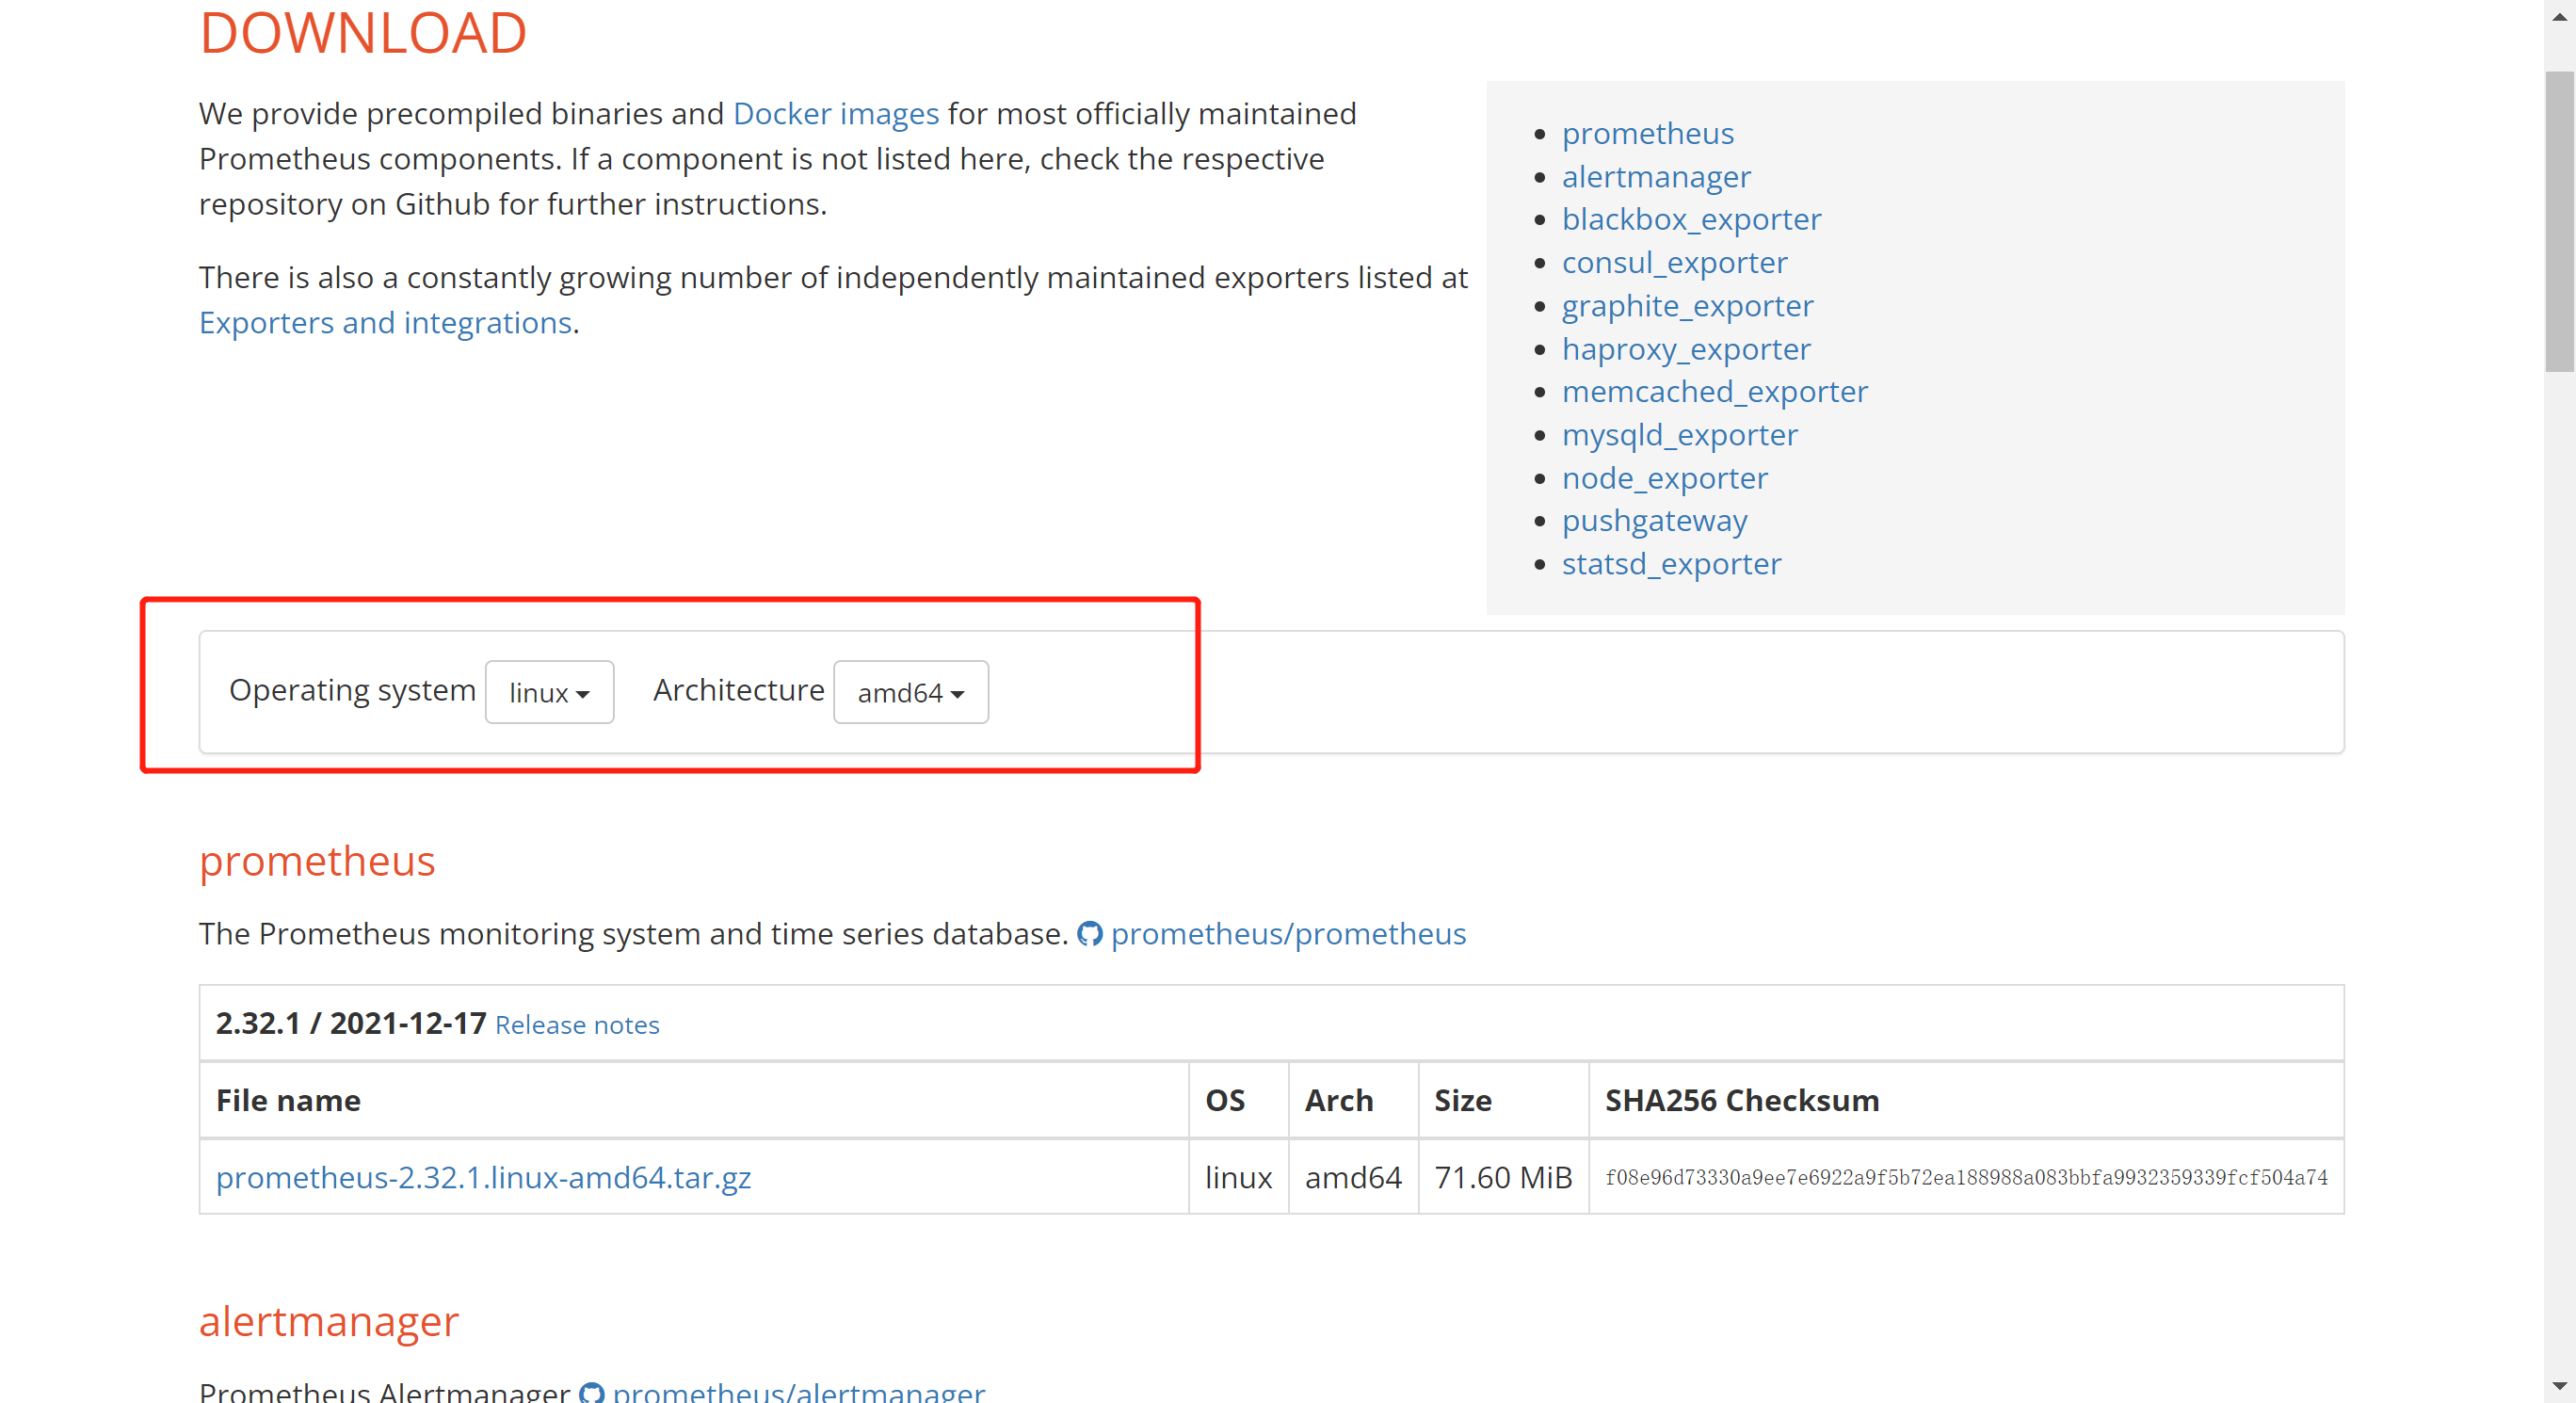 DOWNLOAD
We provide precompiled binaries and Docker images for most officially maintained
Prometheus components. If a component is not listed here, check the respective
repository on Github for further instructions.
There is also a constantly growing number of independently maintained exporters listed at
Exporters and integrations.
prometheus
alertmanager
blackbox_exporter
consul_exporter
graphite_exporter
haproxy_exporter
memcached_exporter
mysqld_exporter
node_exporter
pushgateway
statsd_exporter
Operating system linux Architecture amd64
prometheus
The Prometheus monitoring system and time series database. prometheus/prometheus
2.32.1 / 2021-12-17 Release notes
File name OS Arch Size SHA256 Checksum
prometheus-2.32.1.linux-amd64.tar.gz linux amd64 71.60 MiB f08e96d73330a9ee7e6922a9f5b72ea188988a083bbfa9932359339fcf504a74
alertmanager
Prometheus Alertmanager prometheus/alertmanager